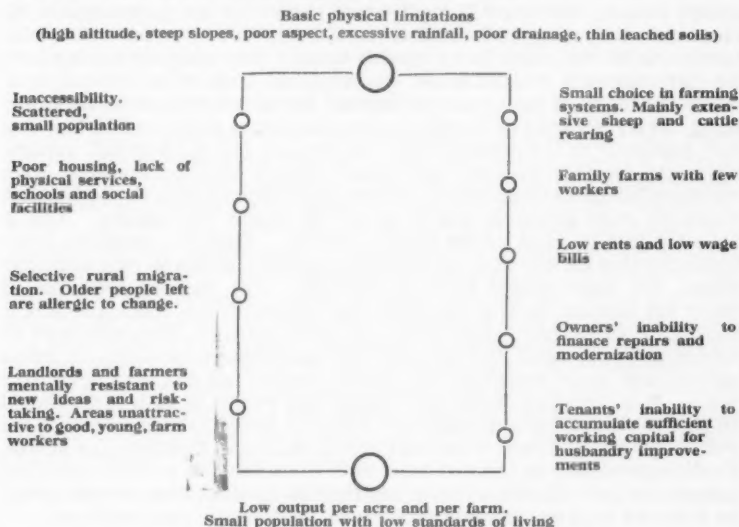 Basic physical limitations
(high altitude, steep slopes, poor aspect, excessive rainfall, poor drainage, thin leached soils)
Inaccessibility.
Scattered,
small population
Poor housing, lack of
physical services,
schools and social
facilities
Selective rural migra-
tion. Older people left
are allergic to change.
Landlords and farmers
mentally resistant to
new ideas and risk-
taking. Areas unattrac-
tive to good, young, farm
workers
Small choice in farming
systems. Mainly exten-
sive sheep and cattle
rearing
Family farms with few
workers
Low rents and low wage
bills
Owners' inability to
finance repairs and
modernization
Tenants' inability to
accumulate sufficient
working capital for
husbandry improve-
ments
Low output per acre and per farm.
Small population with low standards of living